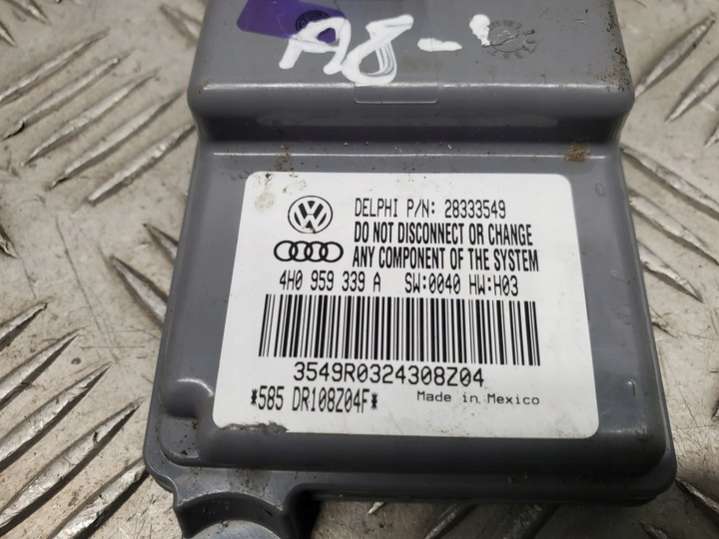 A8-1
DELPHI P/N: 28333549
DO NOT DISCONNECT OR CHANGE
ANY COMPONENT OF THE SYSTEM
4H0 959 339 A SW:0040 HW:H03
3549R0324308Z04
*585 DR108Z04F* Made in Mexico